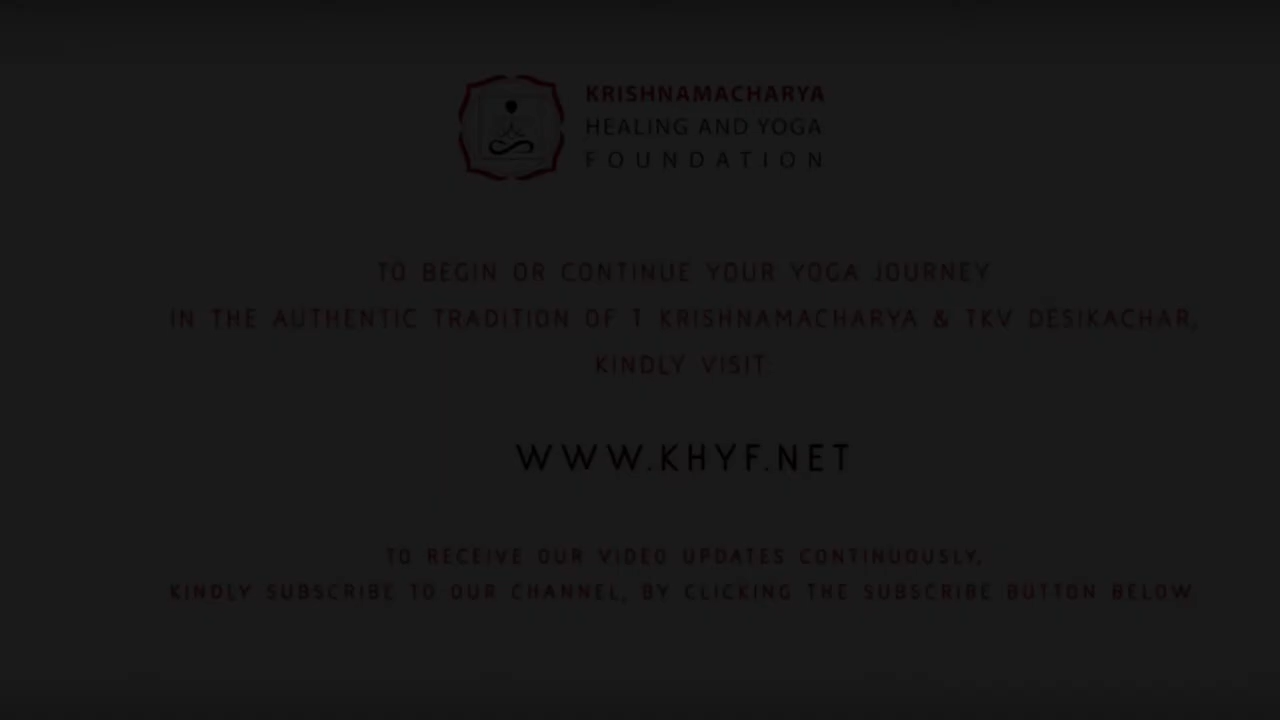 KRISHNAMACHARYA
HEALING AND YOGA
FOUNDATION
TO BEGIN OR CONTINUE YOUR YOGA JOURNEY
IN THE AUTHENTIC TRADITION OF T KRISHNAMACHARYA & TKV DESIKACHAR,
KINDLY VISIT:
WWW.KHYF.NET
TO RECEIVE OUR VIDEO UPDATES CONTINUOUSLY,
KINDLY SUBSCRIBE TO OUR CHANNEL, BY CLICKING THE SUBSCRIBE BUTTON BELOW.